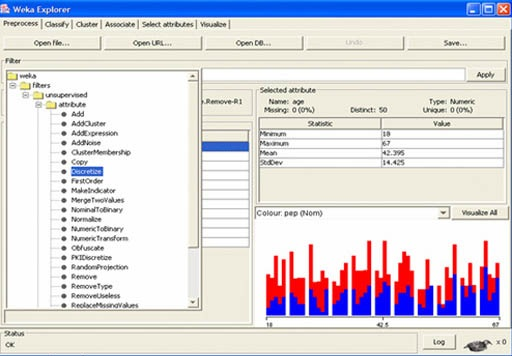 Weka Explorer
Preprocess Classify Cluster Associate Select attributes Visualize
Open file... Open URL... Open DB... Undo Save...
Filter
Apply
weka
filters
unsupervised
attribute
Add
AddCluster
AddExpression
AddNoise
ClusterMembership
Copy
Discretize
FirstOrder
MakeIndicator
MergeTwoValues
NominalToBinary
Normalize
NumericToBinary
NumericTransform
Obfuscate
PKIDiscretize
RandomProjection
Remove
RemoveType
RemoveUseless
ReplaceMissingValues
.Remove-R1
Selected attribute
Name: age Type: Numeric
Missing: 0 (0%) Distinct: 50 Unique: 0 (0%)
Statistic Value
Minimum 18
Maximum 67
Mean 42.395
StdDev 14.425
Colour: pep (Nom) Visualize All
18 42.5 67
Status
OK
Log x 0